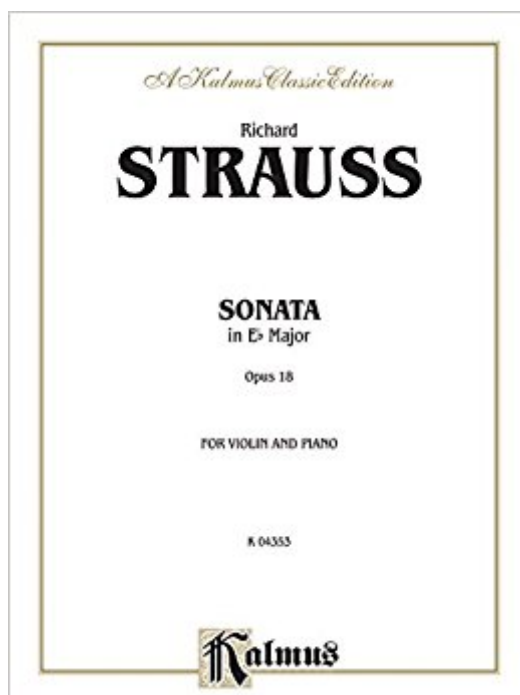 A Kalmus Classic Edition
Richard
STRAUSS
SONATA
in E♭ Major
Opus 18
FOR VIOLIN AND PIANO
K 04353
Kalmus